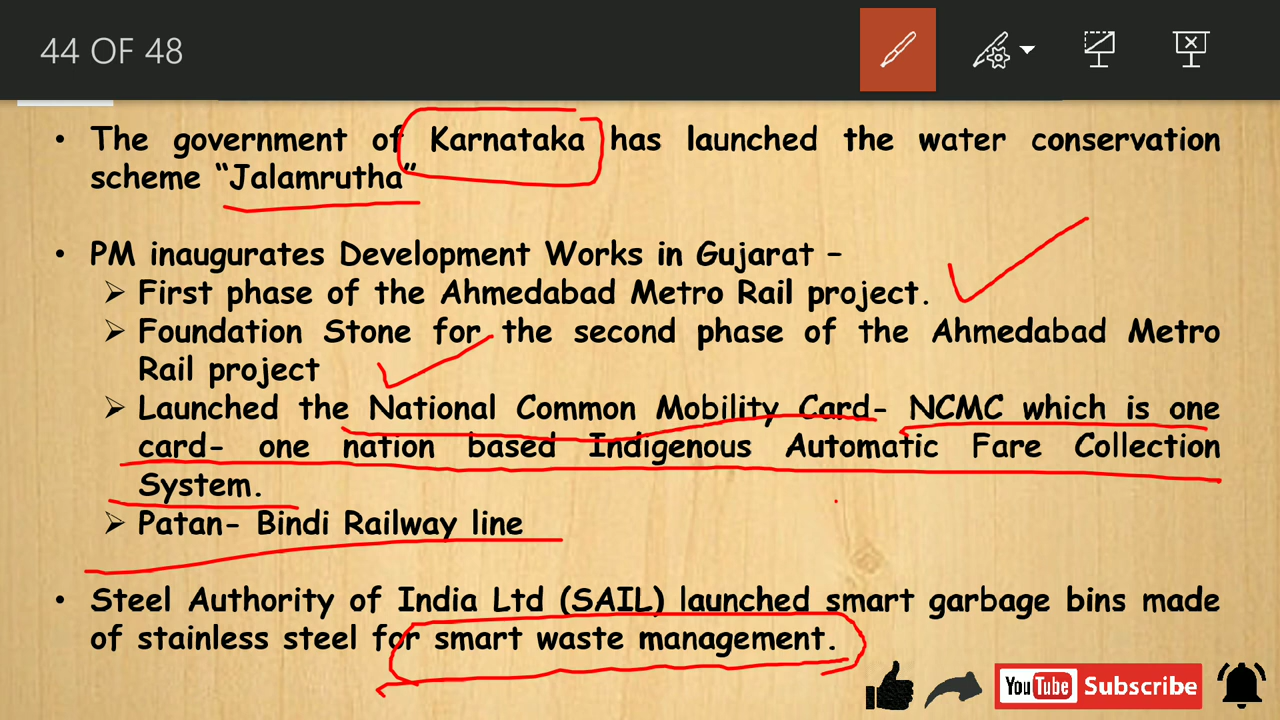 44 OF 48
• The government of Karnataka has launched the water conservation
scheme “Jalamrutha”
• PM inaugurates Development Works in Gujarat –
➢ First phase of the Ahmedabad Metro Rail project.
➢ Foundation Stone for the second phase of the Ahmedabad Metro
Rail project
➢ Launched the National Common Mobility Card- NCMC which is one
card- one nation based Indigenous Automatic Fare Collection
System.
➢ Patan- Bindi Railway line
• Steel Authority of India Ltd (SAIL) launched smart garbage bins made
of stainless steel for smart waste management.
YouTube Subscribe